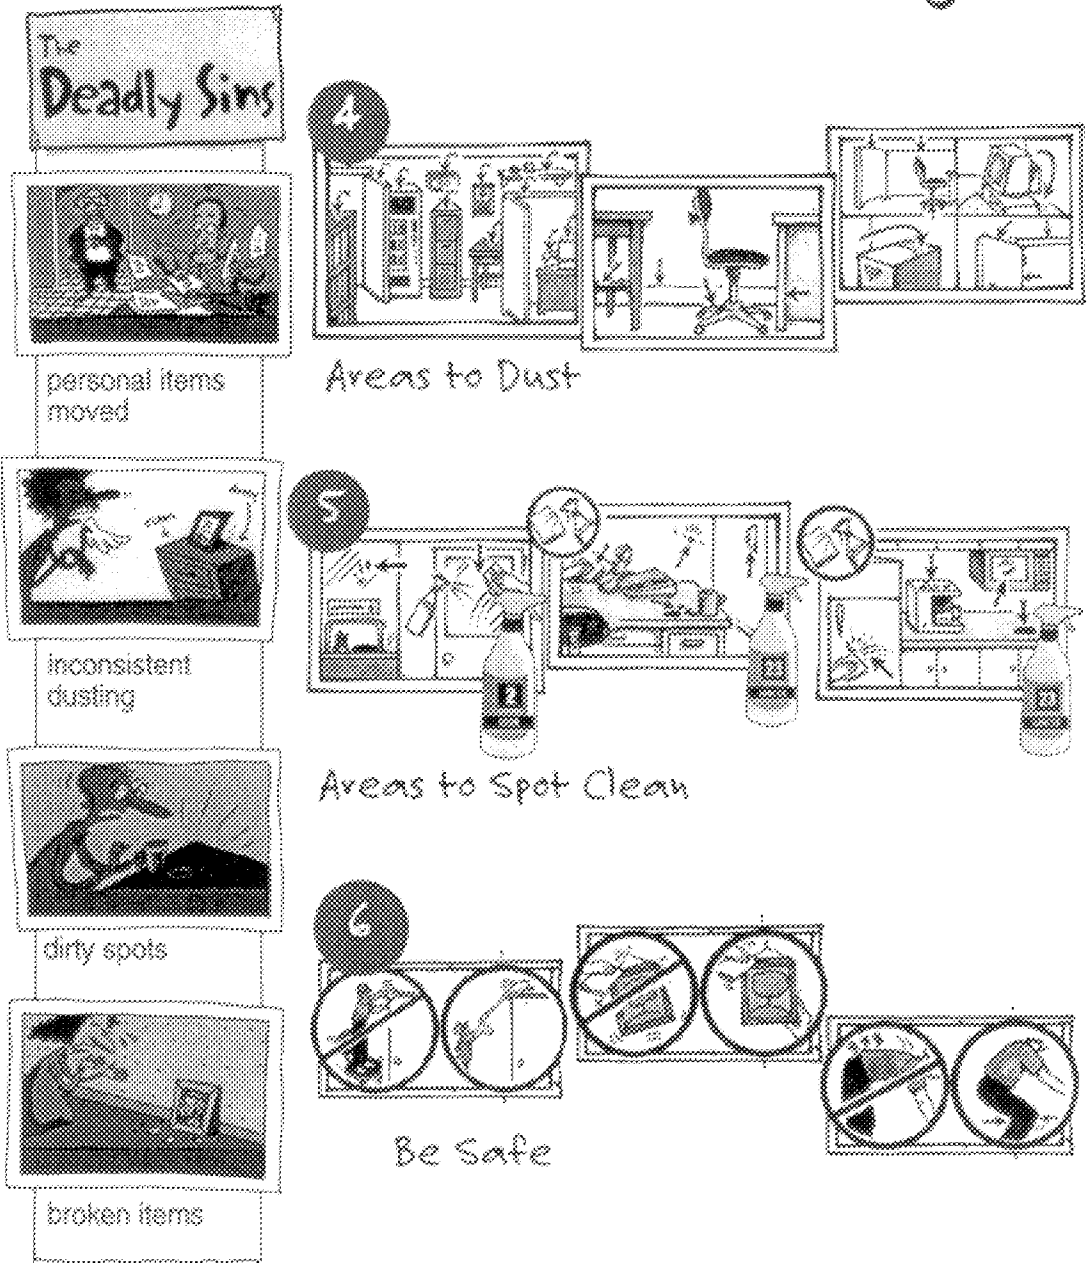 The
Deadly Sins
personal items
moved
inconsistent
dusting
dirty spots
broken items
4
Areas to Dust
5
2
Areas to Spot Clean
6
Be Safe